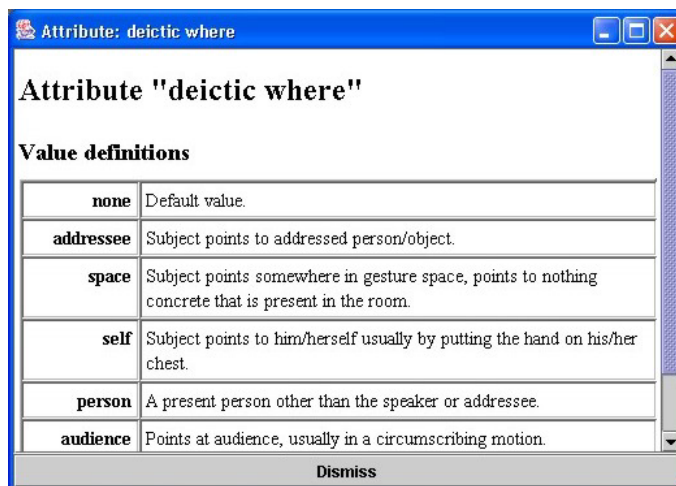 Attribute: deictic where
Attribute "deictic where"
Value definitions
none Default value.
addressee Subject points to addressed person/object.
space Subject points somewhere in gesture space, points to nothing
concrete that is present in the room.
self Subject points to him/herself usually by putting the hand on his/her
chest.
person A present person other than the speaker or addressee.
audience Points at audience, usually in a circumscribing motion.
Dismiss